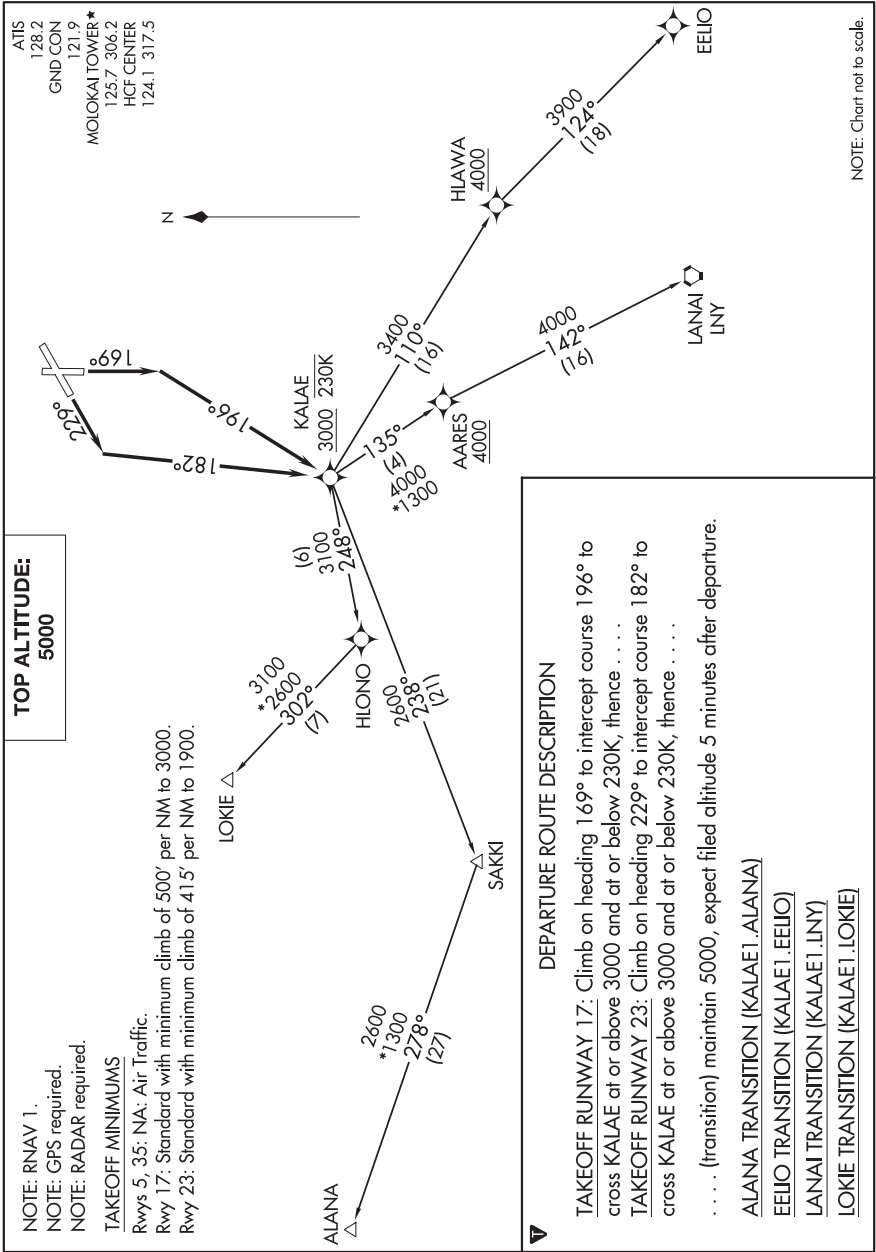 NOTE: RNAV 1.
NOTE: GPS required.
NOTE: RADAR required.
TAKEOFF MINIMUMS
Rwys 5, 35: NA: Air Traffic.
Rwy 17: Standard with minimum climb of 500' per NM to 3000.
Rwy 23: Standard with minimum climb of 415' per NM to 1900.
TOP ALTITUDE:
5000
ATIS
128.2
GND CON
121.9
MOLOKAI TOWER★
125.7 306.2
HCF CENTER
124.1 317.5
N
229°
169°
182°
196°
KALAE
3000 230K
(6)
3100
248°
HLONO
3100
*2600
302°
(7)
LOKIE
2600
238°
(21)
SAKKI
2600
*1300
278°
(27)
ALANA
135°
(4)
4000
*1300
AARES
4000
4000
142°
(16)
LANAI
LNY
3400
110°
(16)
HLAWA
4000
3900
124°
(18)
EELIO
NOTE: Chart not to scale.
T
DEPARTURE ROUTE DESCRIPTION
TAKEOFF RUNWAY 17: Climb on heading 169° to intercept course 196° to
cross KALAE at or above 3000 and at or below 230K, thence . . . .
TAKEOFF RUNWAY 23: Climb on heading 229° to intercept course 182° to
cross KALAE at or above 3000 and at or below 230K, thence . . . .
. . . . (transition) maintain 5000, expect filed altitude 5 minutes after departure.
ALANA TRANSITION (KALAE1.ALANA)
EELIO TRANSITION (KALAE1.EELIO)
LANAI TRANSITION (KALAE1.LNY)
LOKIE TRANSITION (KALAE1.LOKIE)